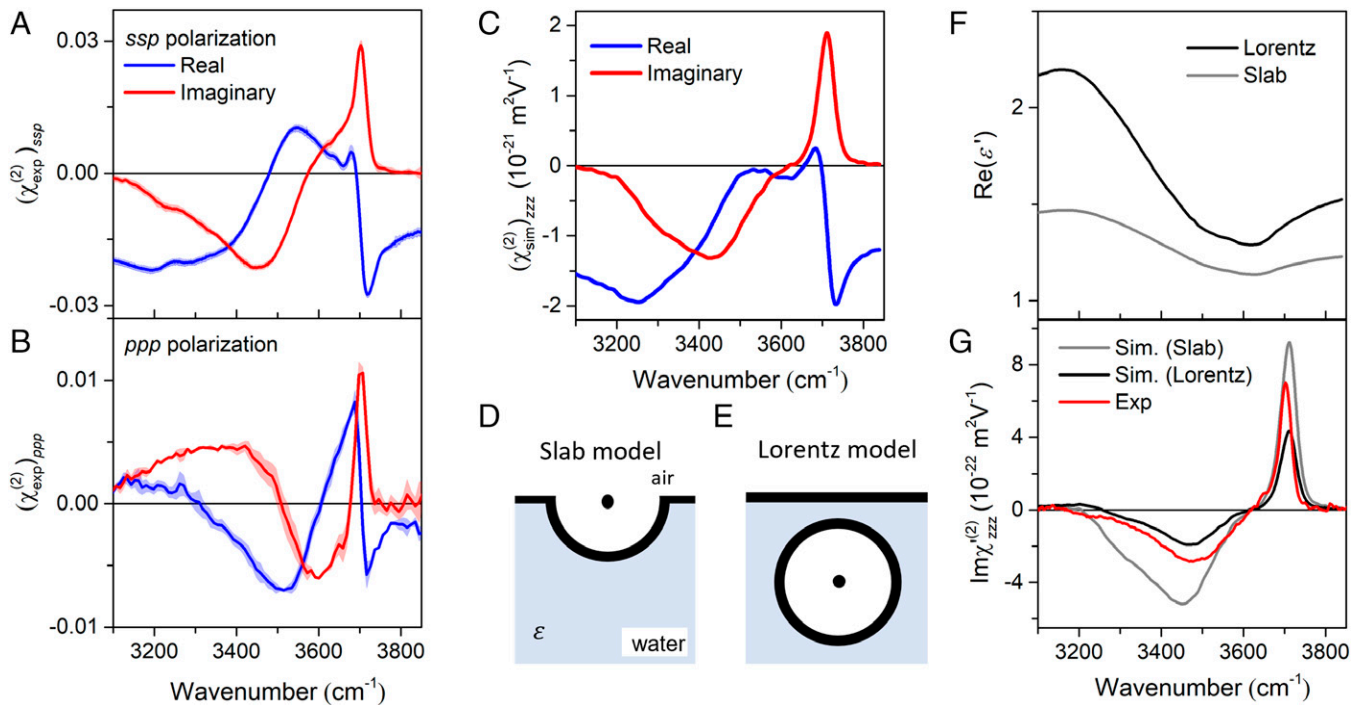 A
ssp polarization
Real
Imaginary
0.03
0.00
-0.03
(χ(2)exp)ssp
B
ppp polarization
0.01
0.00
-0.01
(χ(2)exp)ppp
3200 3400 3600 3800
Wavenumber (cm-1)
C
Real
Imaginary
2
1
0
-1
-2
(χ(2)sim)zzz (10-21 m2V-1)
3200 3400 3600 3800
Wavenumber (cm-1)
D
Slab model
air
ε
water
E
Lorentz model
F
Lorentz
Slab
2
1
Re(ε')
G
Sim. (Slab)
Sim. (Lorentz)
Exp
8
4
0
-4
Imχ'(2)zzz (10-22 m2V-1)
3200 3400 3600 3800
Wavenumber (cm-1)